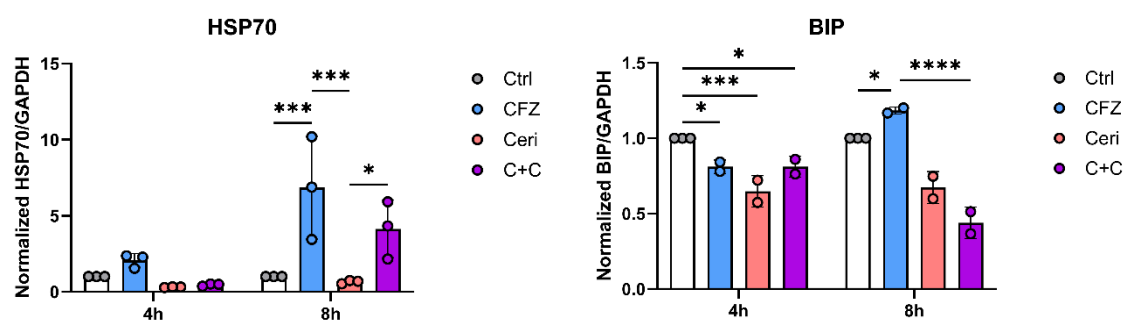 HSP70
Normalized HSP70/GAPDH
15
10
5
0
***
***
*
4h
8h
Ctrl
CFZ
Ceri
C+C
BIP
Normalized BIP/GAPDH
1.5
1.0
0.5
0.0
*
***
*
*
****
4h
8h
Ctrl
CFZ
Ceri
C+C